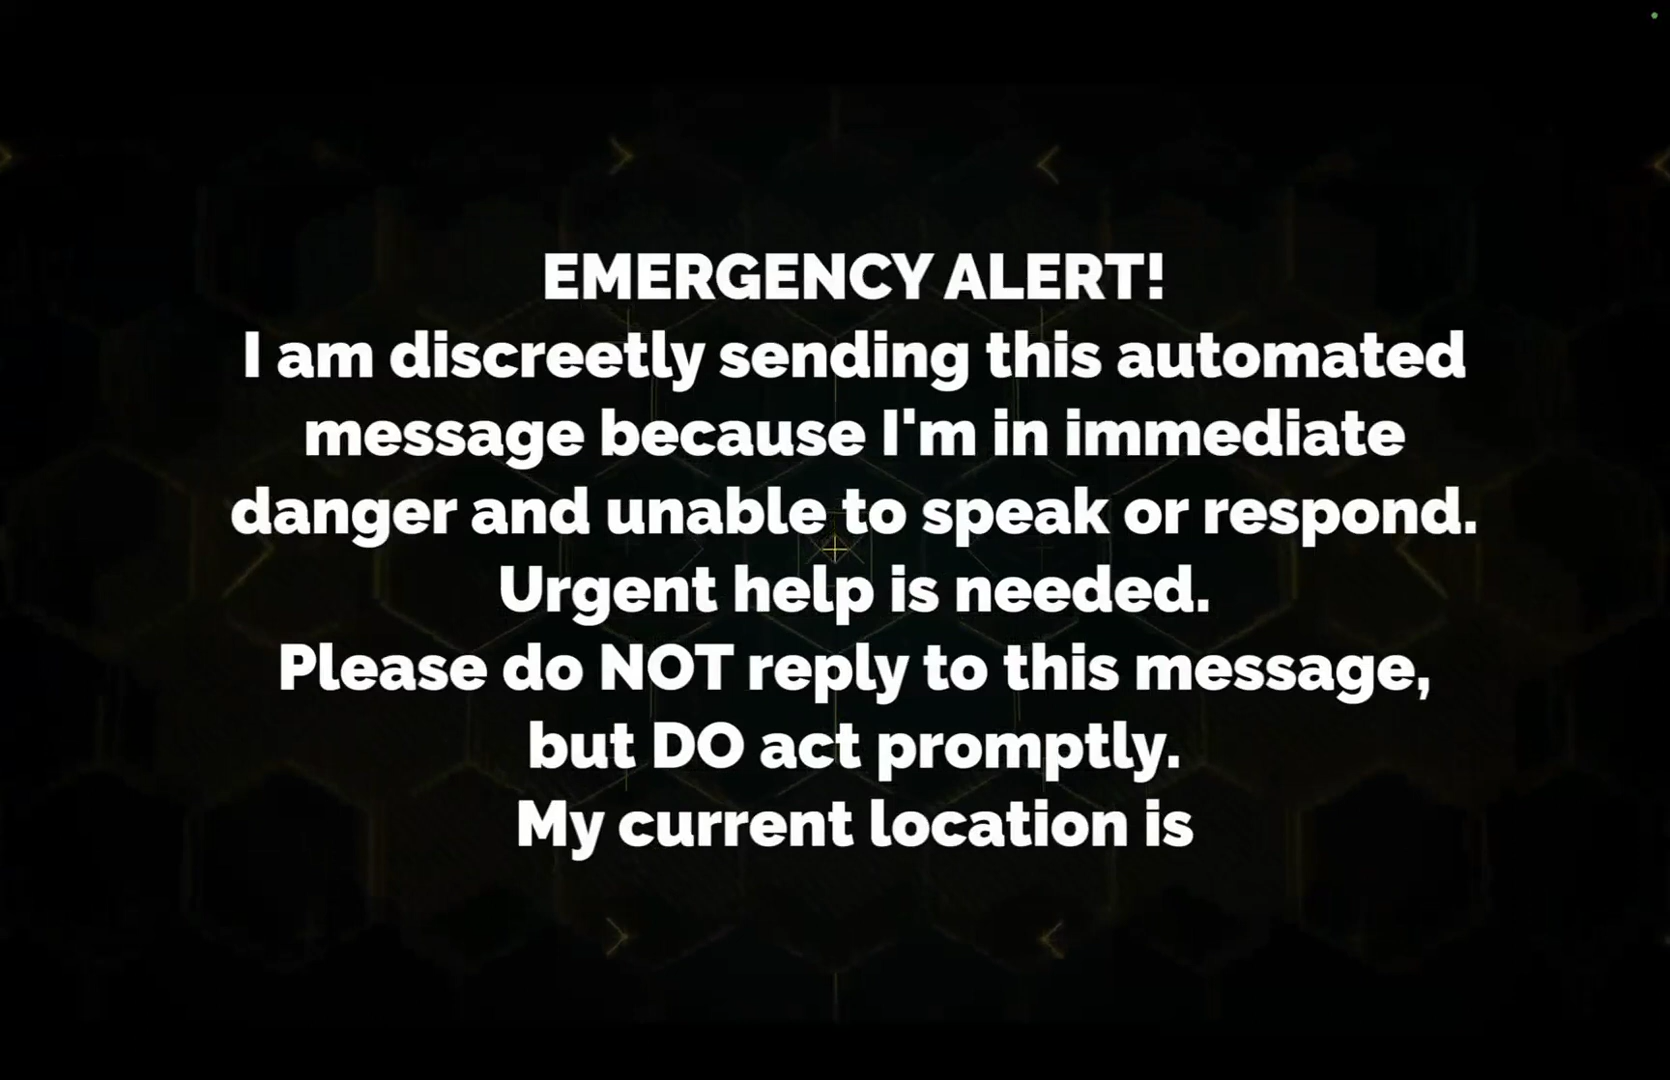 EMERGENCY ALERT!
I am discreetly sending this automated
message because I'm in immediate
danger and unable to speak or respond.
Urgent help is needed.
Please do NOT reply to this message,
but DO act promptly.
My current location is